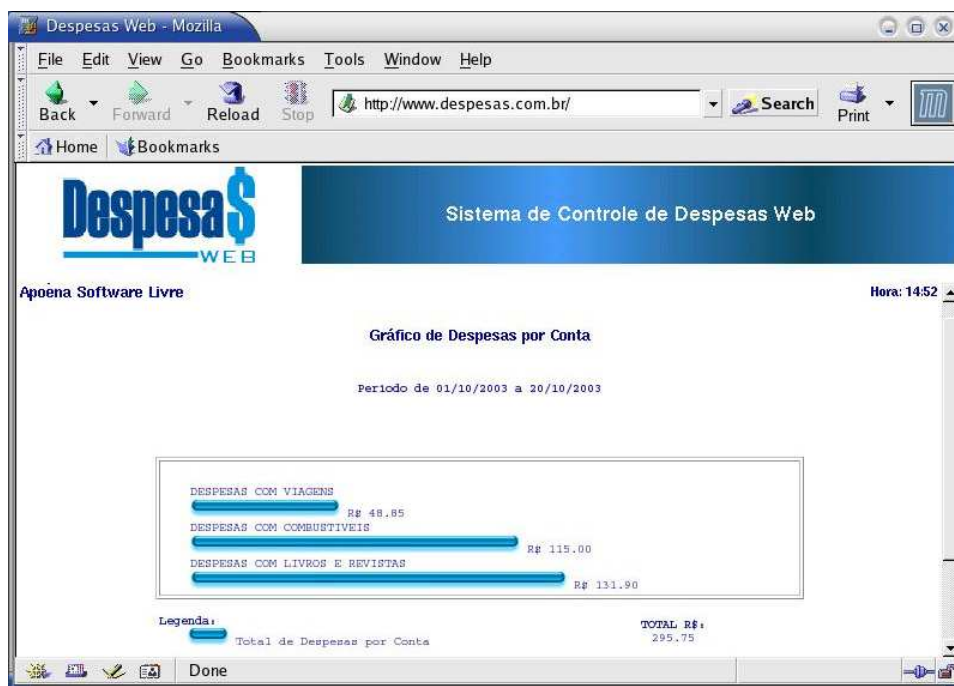 Despesas Web - Mozilla
File Edit View Go Bookmarks Tools Window Help
Back Forward Reload Stop http://www.despesas.com.br/ Search Print
Home Bookmarks
Despesa$
WEB
Sistema de Controle de Despesas Web
Apoena Software Livre Hora: 14:52
Gráfico de Despesas por Conta
Periodo de 01/10/2003 a 20/10/2003
DESPESAS COM VIAGENS
R$ 48.85
DESPESAS COM COMBUSTIVEIS
R$ 115.00
DESPESAS COM LIVROS E REVISTAS
R$ 131.90
Legenda:
Total de Despesas por Conta
TOTAL R$:
295.75
Done